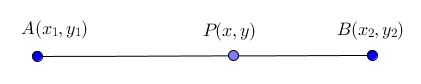 A(x₁, y₁) P(x, y) B(x₂, y₂)